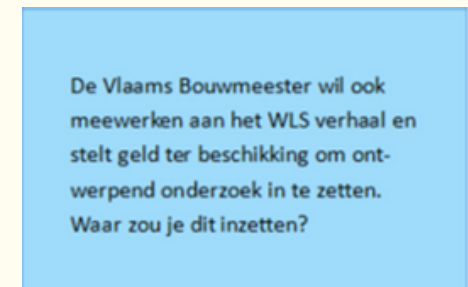 De Vlaams Bouwmeester wil ook
meewerken aan het WLS verhaal en
stelt geld ter beschikking om ont-
werpend onderzoek in te zetten.
Waar zou je dit inzetten?